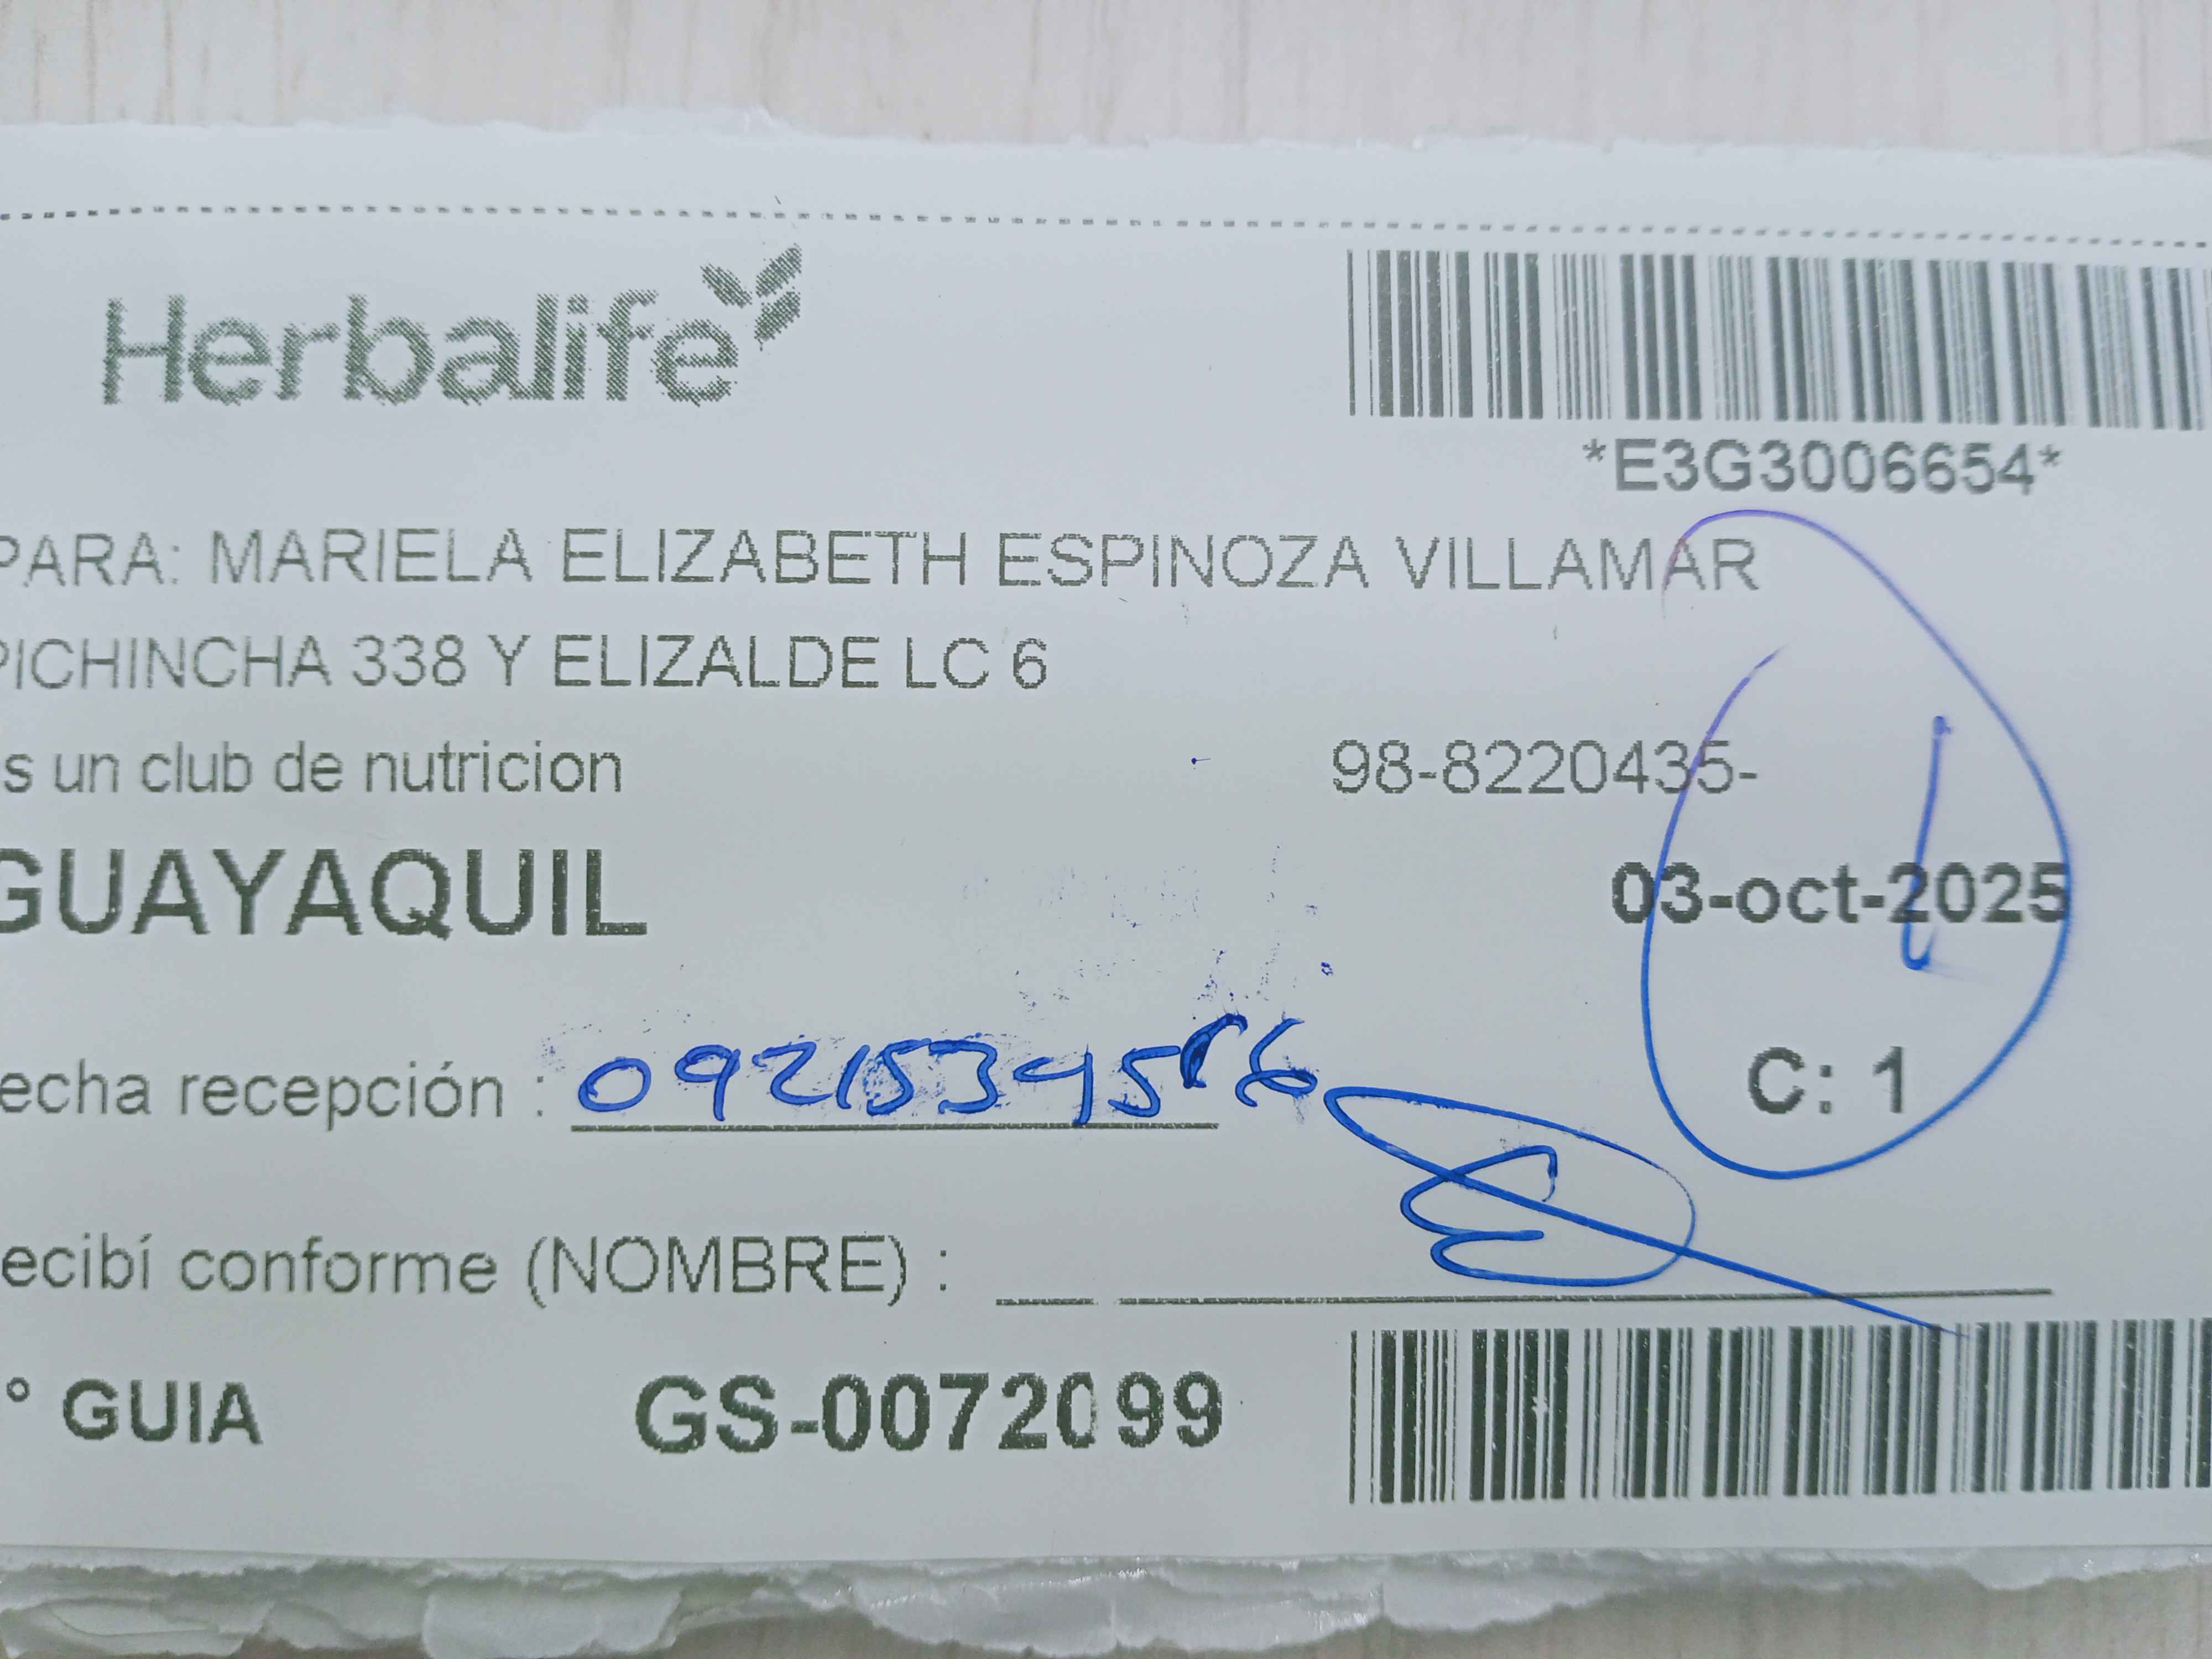 Herbalife
*E3G3006654*
PARA: MARIELA ELIZABETH ESPINOZA VILLAMAR
PICHINCHA 338 Y ELIZALDE LC 6
s un club de nutricion 98-8220435-
GUAYAQUIL 03-oct-2025
C: 1
echa recepción :
ecibí conforme (NOMBRE) :
° GUIA GS-0072099